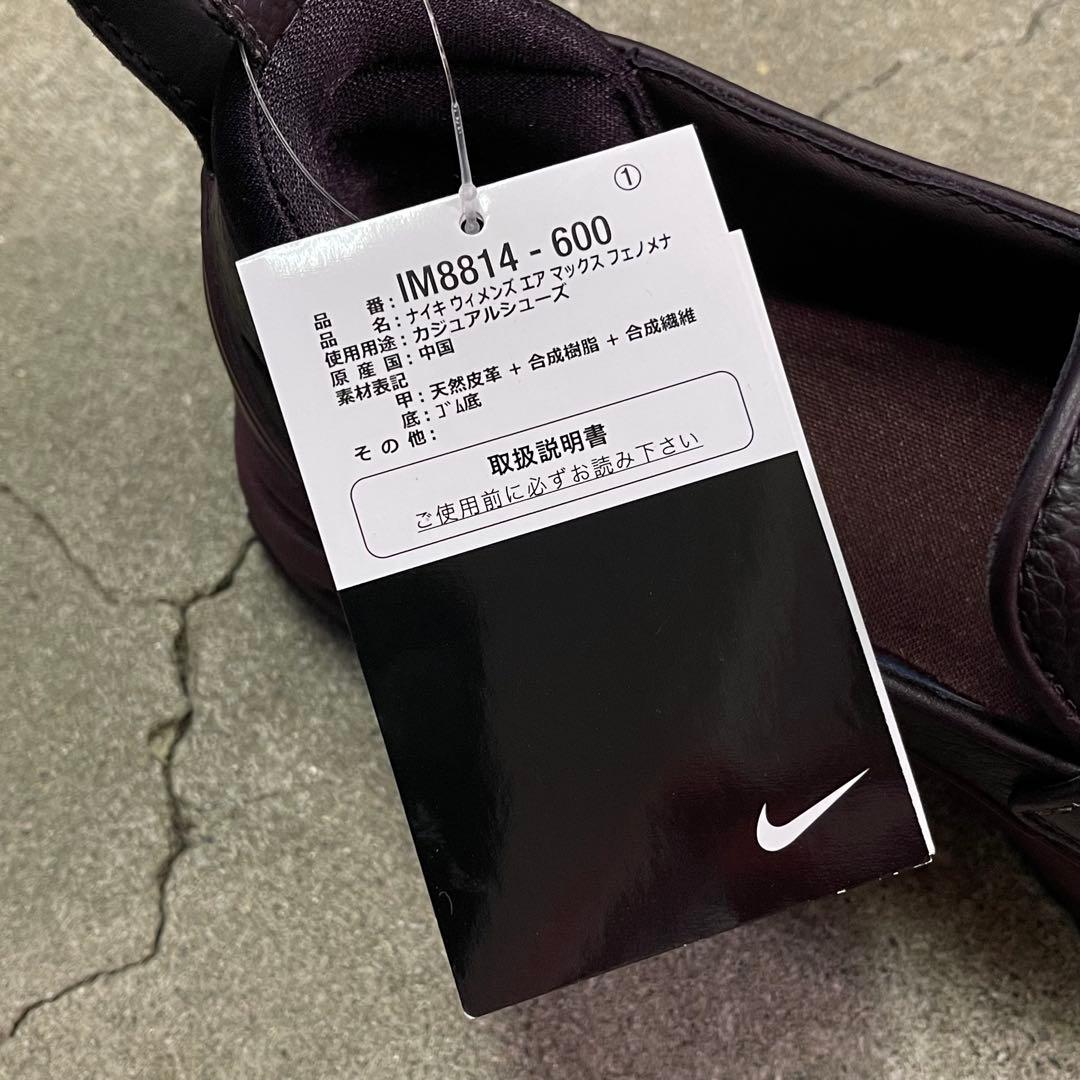 ①
品番：IM8814 - 600
品名：ナイキ ウィメンズ エア マックス フェノメナ
使用用途：カジュアルシューズ
原産国：中国
素材表記
甲：天然皮革 + 合成樹脂 + 合成繊維
底：ｺﾞﾑ底
その他：
取扱説明書
ご使用前に必ずお読み下さい